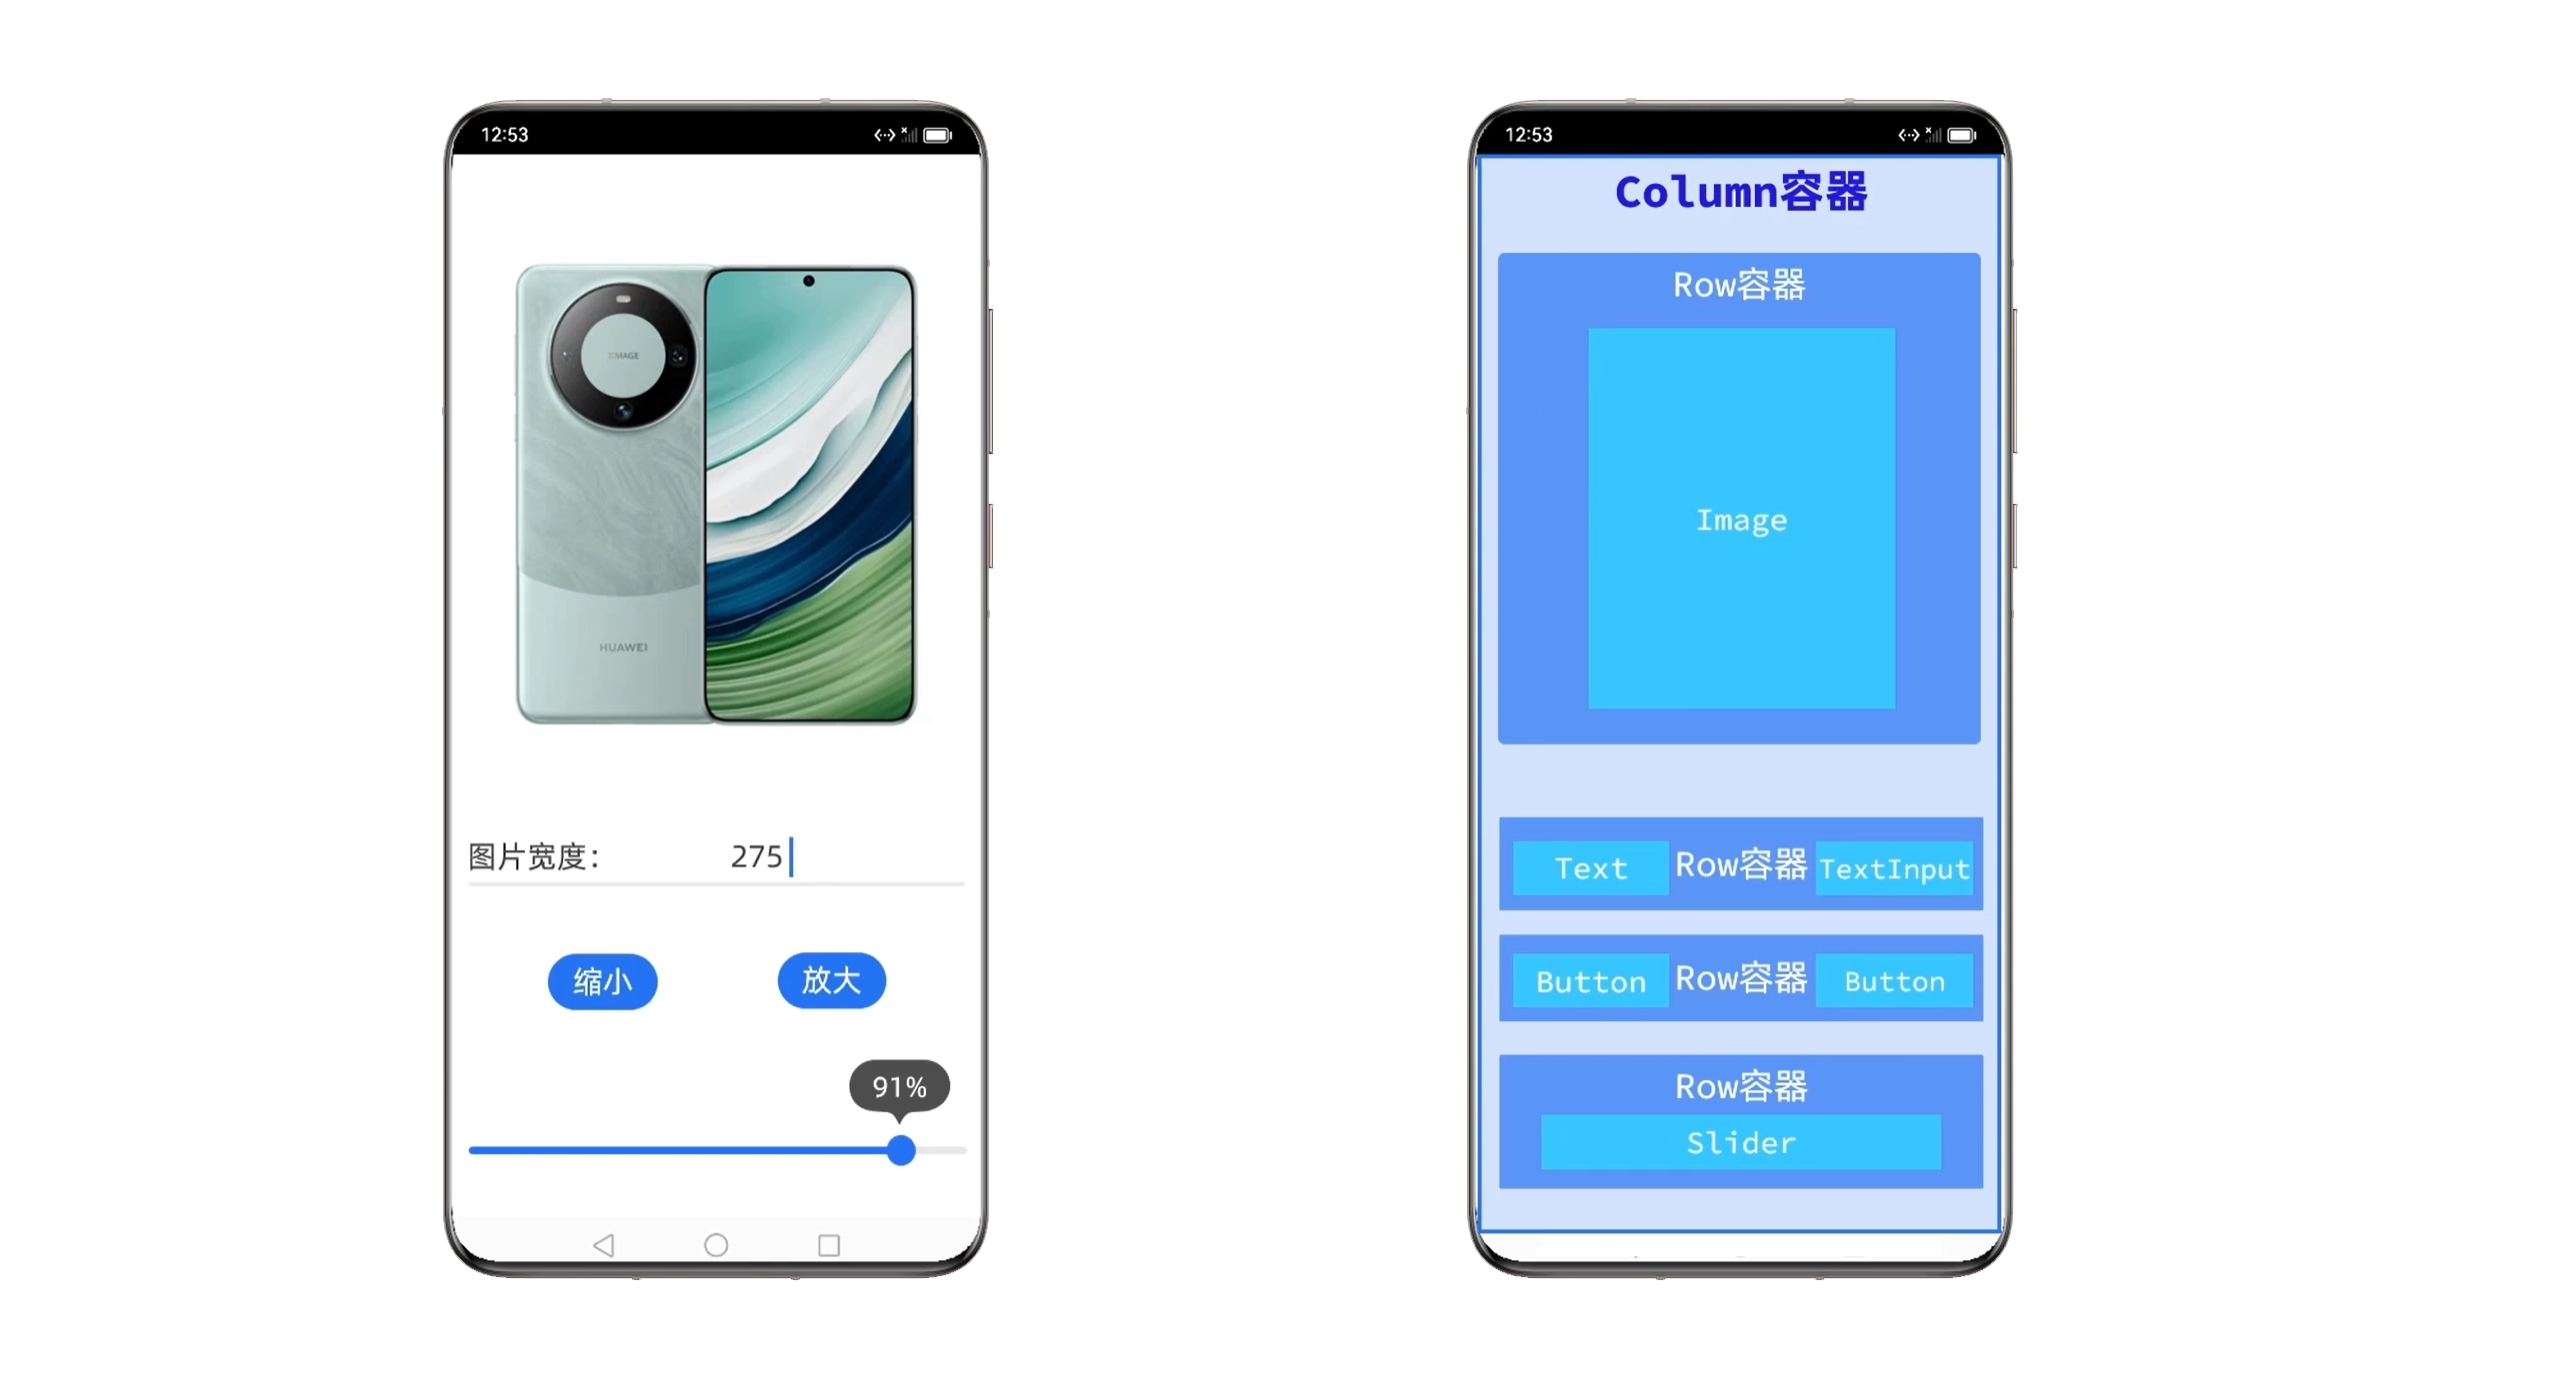 12:53
XMAGE
HUAWEI
图片宽度： 275
缩小 放大
91%
12:53
Column容器
Row容器
Image
Text Row容器 TextInput
Button Row容器 Button
Row容器
Slider